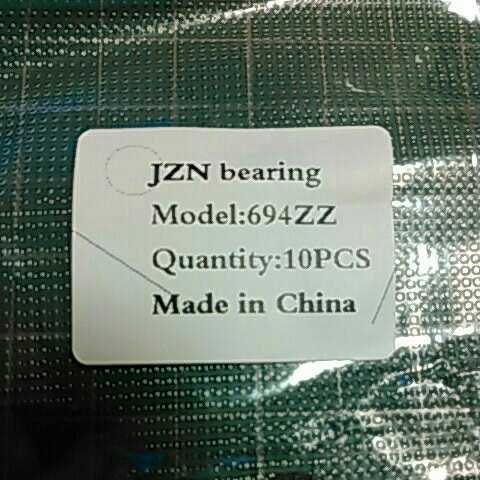 JZN bearing
Model:694ZZ
Quantity:10PCS
Made in China